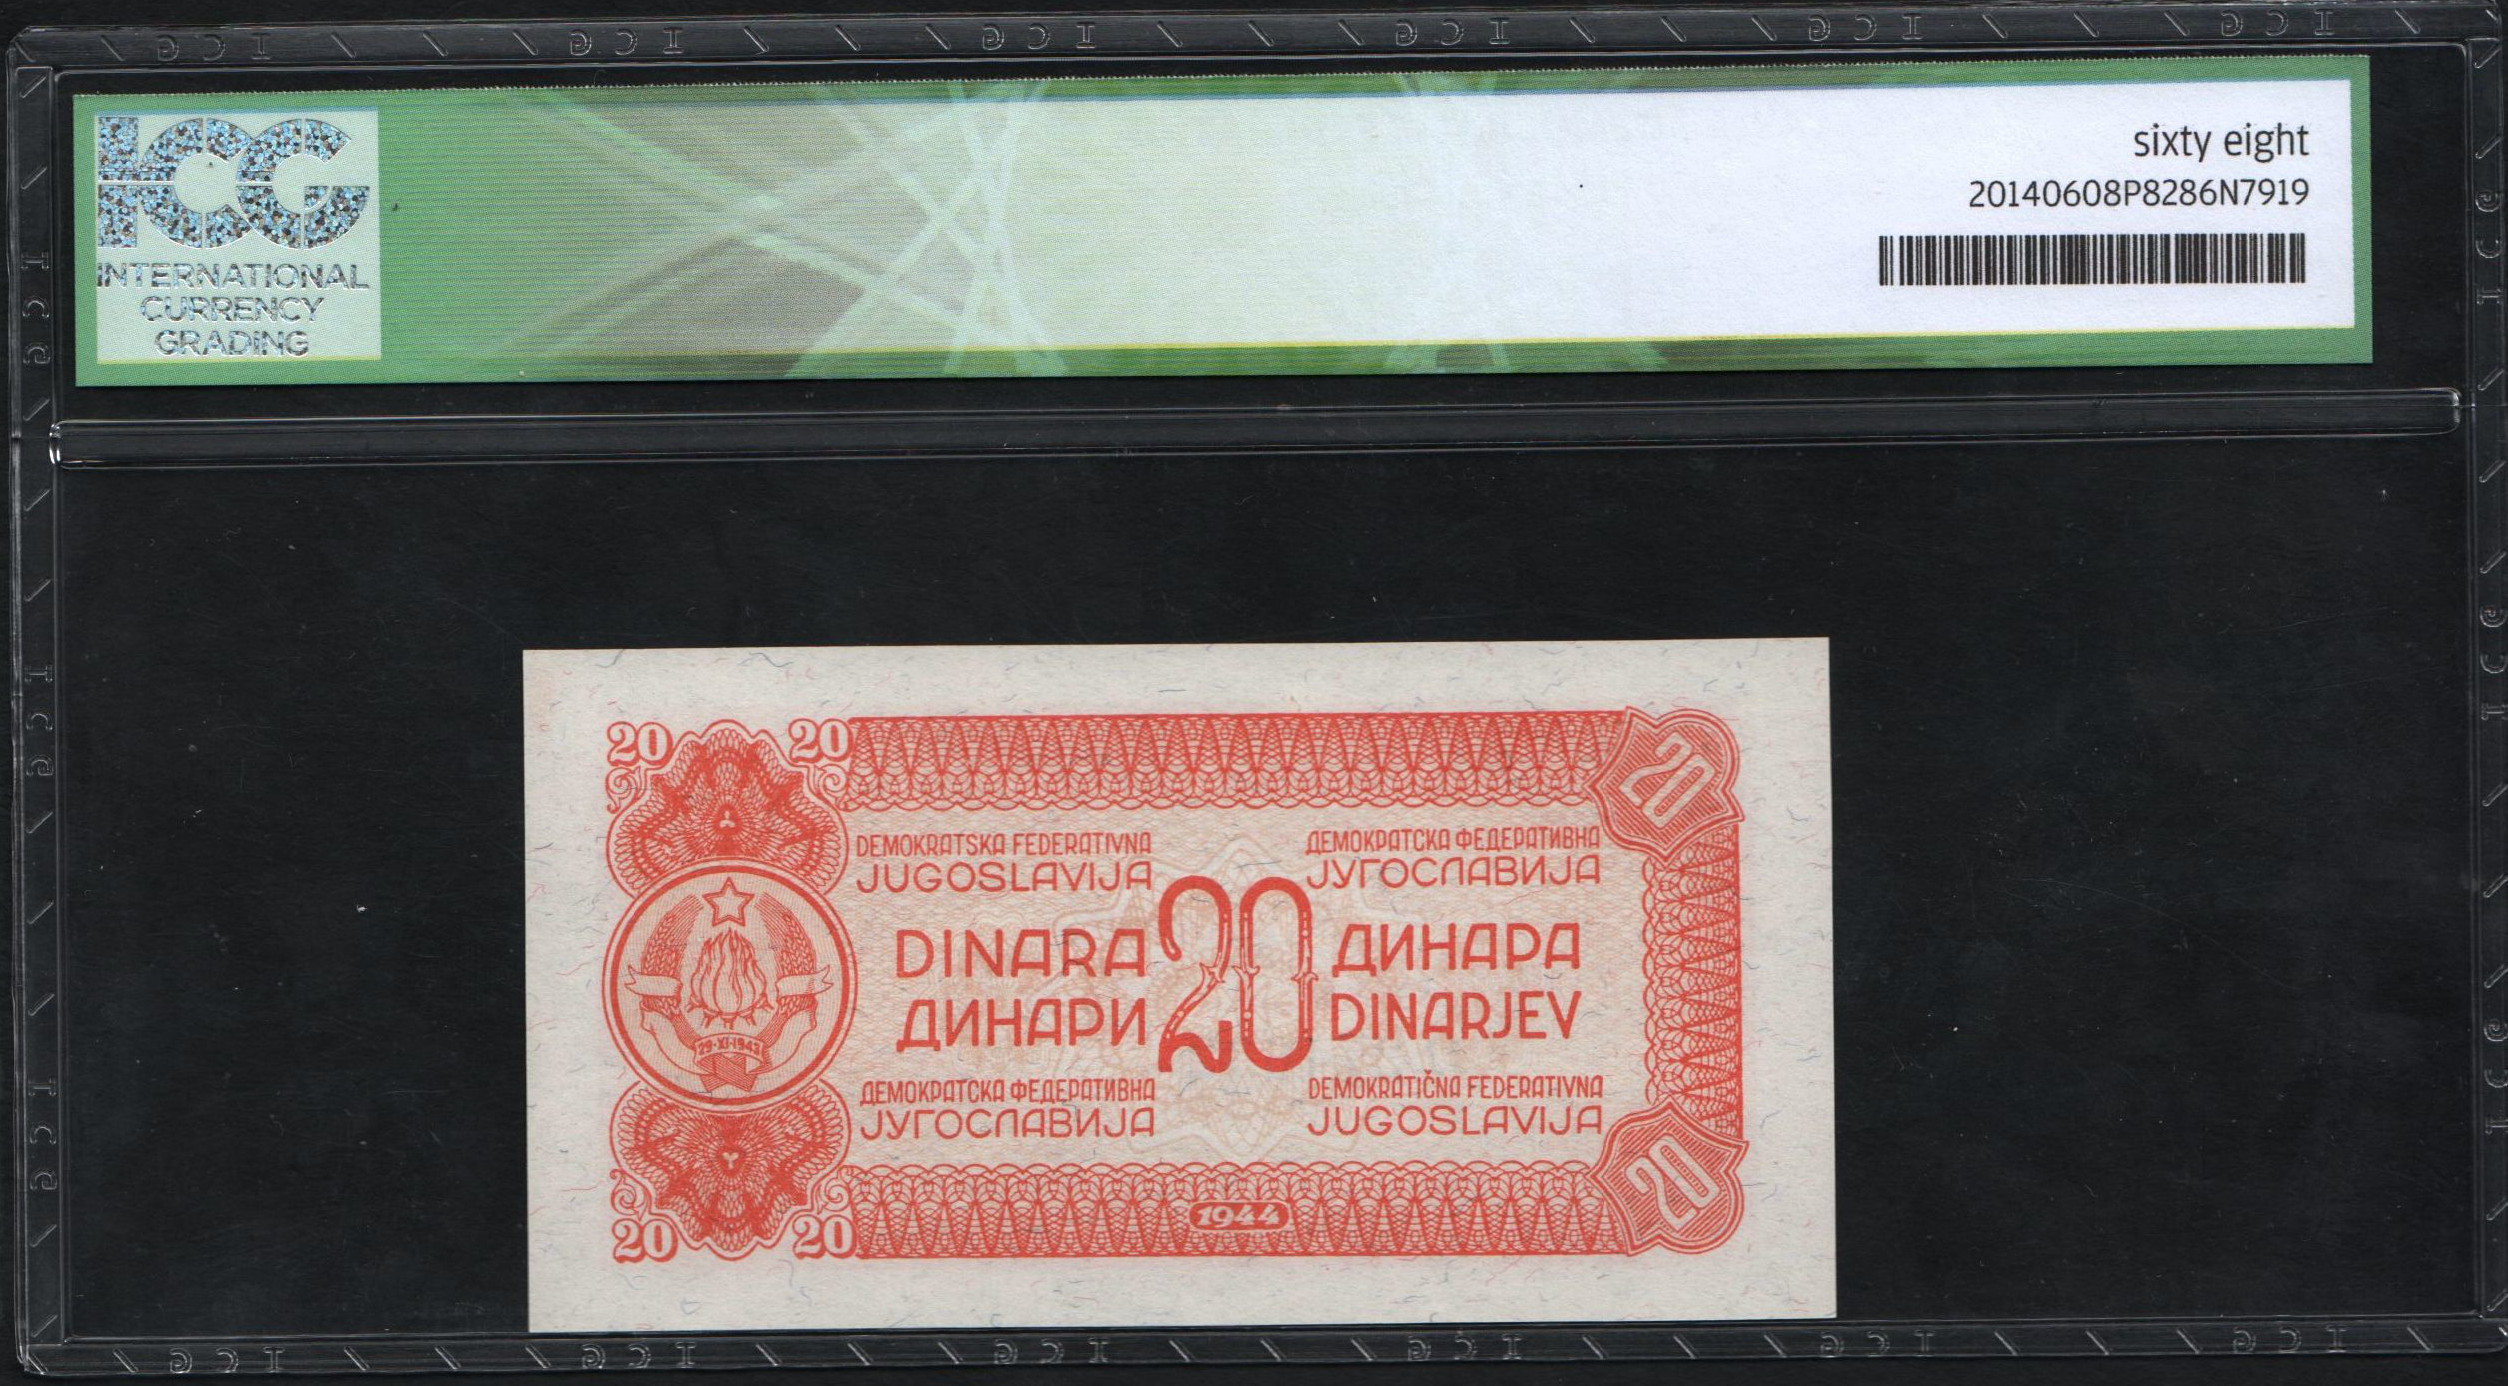 ICG
INTERNATIONAL
CURRENCY
GRADING
sixty eight
20140608P8286N7919
20
20
20
DEMOKRATSKA FEDERATIVNA
JUGOSLAVIJA
ДЕМОКРАТСКА ФЕДЕРАТИВНА
ЈУГОСЛАВИЈА
DINARA
20
ДИНАРА
ДИНАРИ
DINARJEV
29·XI·1943
ДЕМОКРАТСКА ФЕДЕРАТИВНА
ЈУГОСЛАВИЈА
DEMOKRATIČNA FEDERATIVNA
JUGOSLAVIJA
20
20
1944
20